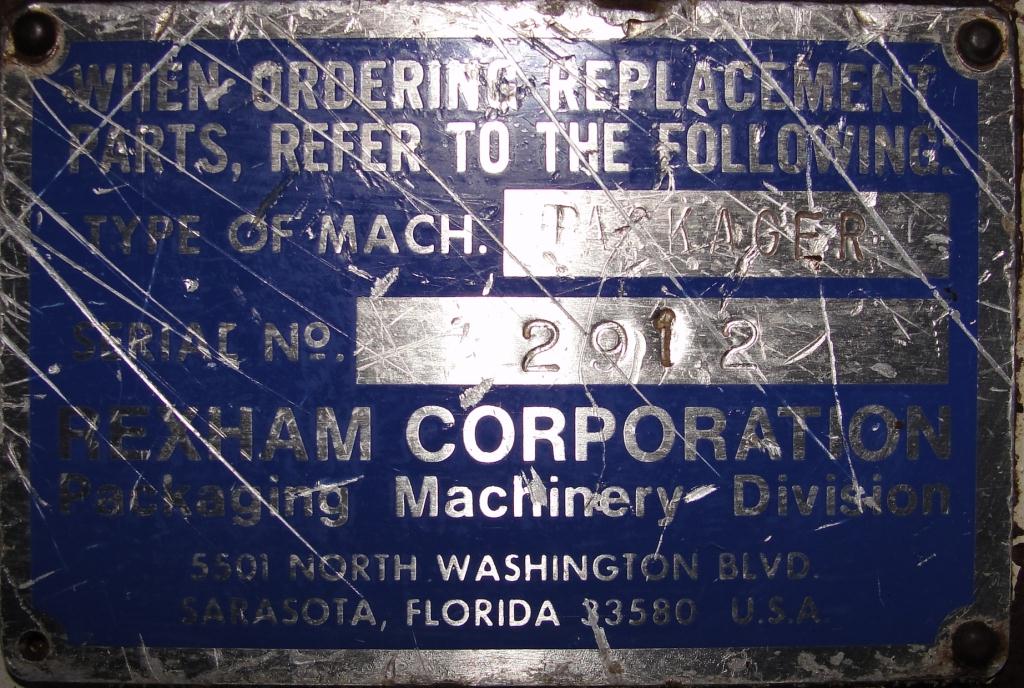 WHEN ORDERING REPLACEMENT
PARTS, REFER TO THE FOLLOWING:
TYPE OF MACH. PACKAGER
SERIAL NO. 2912
REXHAM CORPORATION
Packaging Machinery Division
5501 NORTH WASHINGTON BLVD.
SARASOTA, FLORIDA 33580 U.S.A.